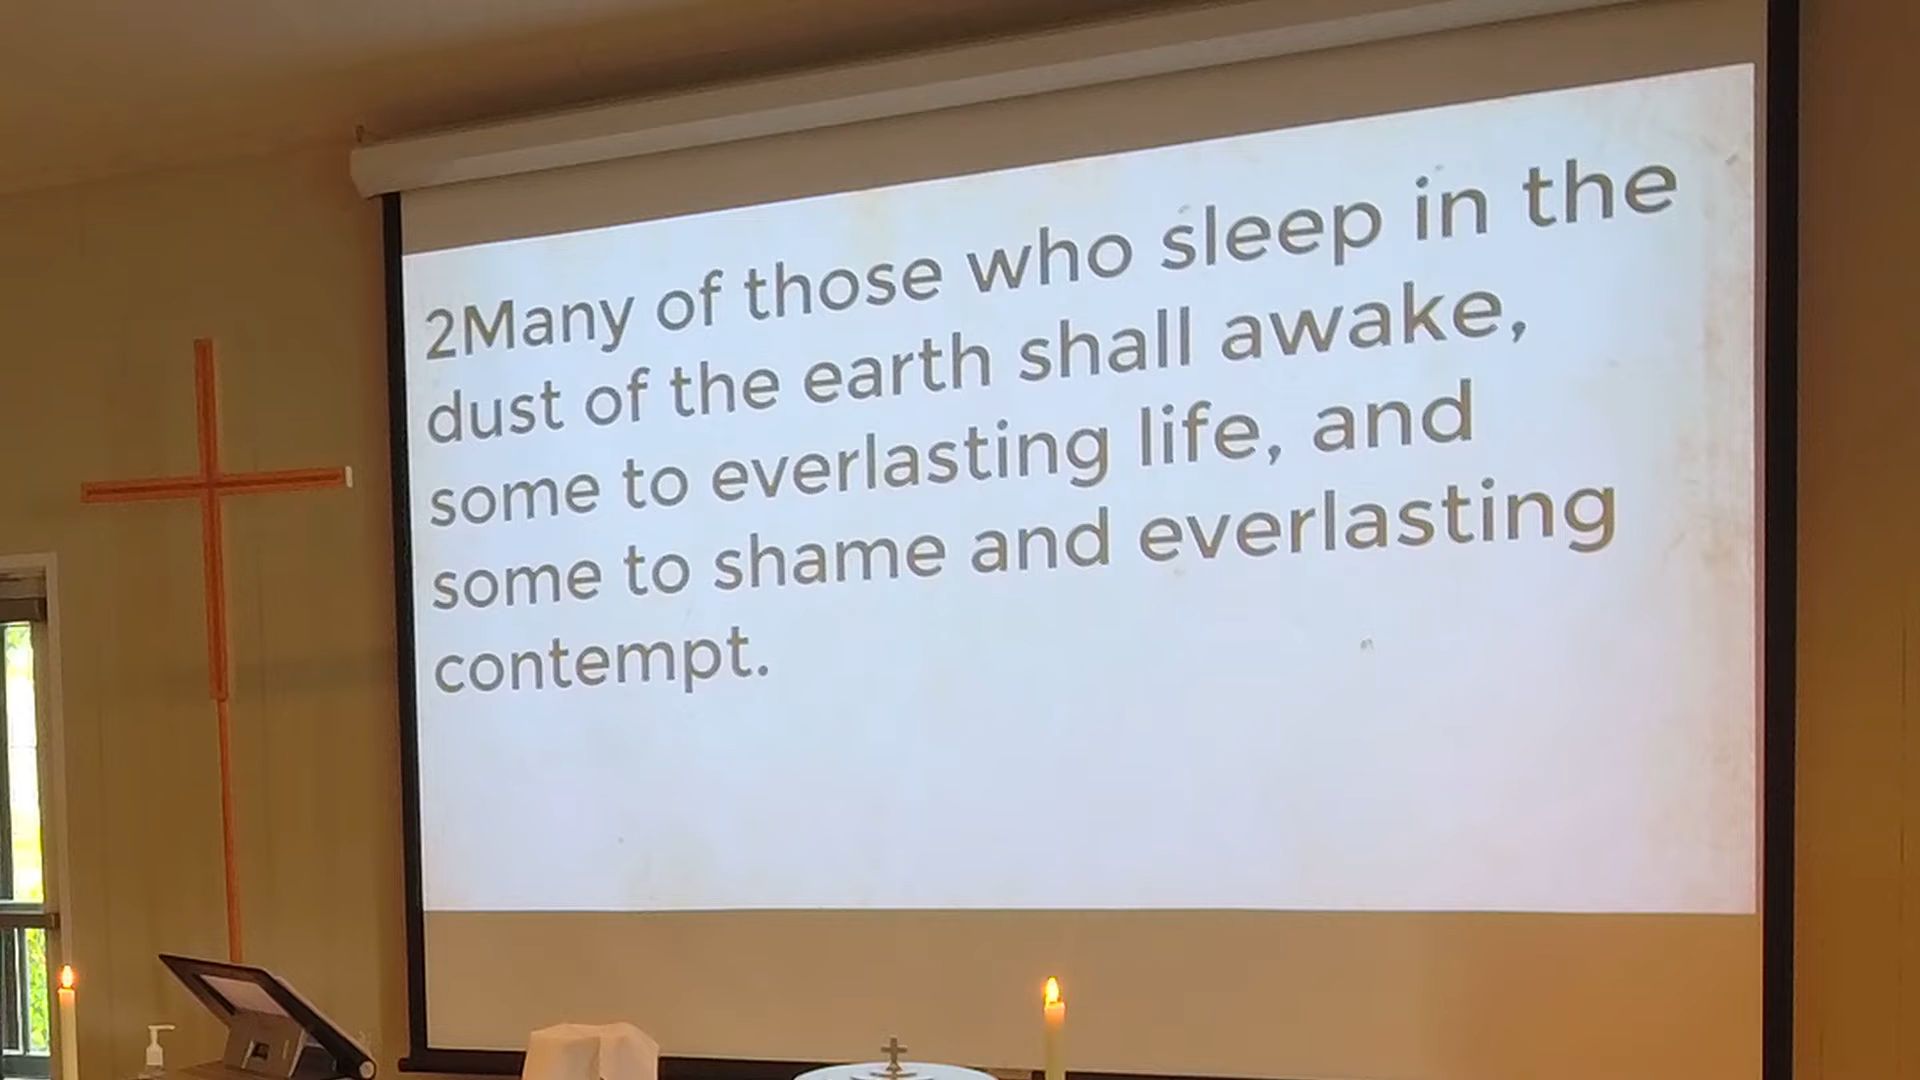 2Many of those who sleep in the
dust of the earth shall awake,
some to everlasting life, and
some to shame and everlasting
contempt.